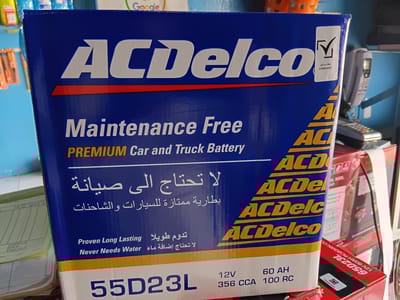 Google
ACDelco
Maintenance Free
PREMIUM Car and Truck Battery
لا تحتاج الى صيانة
بطارية ممتازة للسيارات والشاحنات
Proven Long Lasting
تدوم طويلا
Never Needs Water
لا تحتاج إضافة ماء
55D23L
12V
60 AH
356 CCA
100 RC
ACDelco
ACDelco
ACDelco
ACDelco
ACDelco
ACDelco